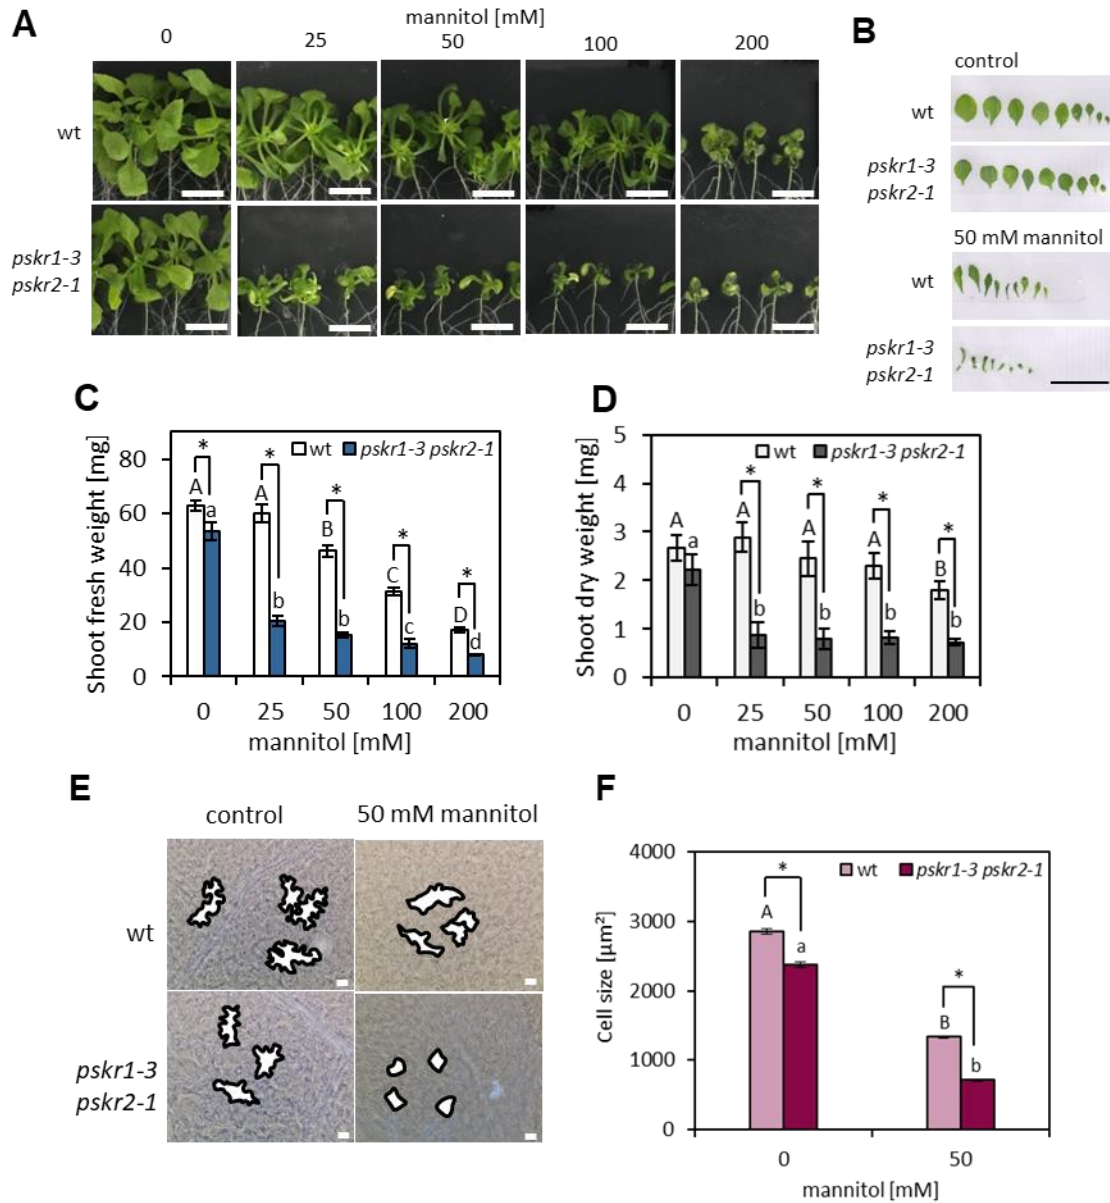 A
mannitol [mM]
0 25 50 100 200
wt
pskr1-3
pskr2-1
B
control
wt
pskr1-3
pskr2-1
50 mM mannitol
wt
pskr1-3
pskr2-1
C
Shoot fresh weight [mg]
80
60
40
20
0
wt pskr1-3 pskr2-1
* * * * *
A a A b B b C c D d
0 25 50 100 200
mannitol [mM]
D
Shoot dry weight [mg]
5
4
3
2
1
0
wt pskr1-3 pskr2-1
* * * *
A a A b A b A b B b
0 25 50 100 200
mannitol [mM]
E
control 50 mM mannitol
wt
pskr1-3
pskr2-1
F
Cell size [µm²]
4000
3000
2000
1000
0
wt pskr1-3 pskr2-1
* *
A a B b
0 50
mannitol [mM]